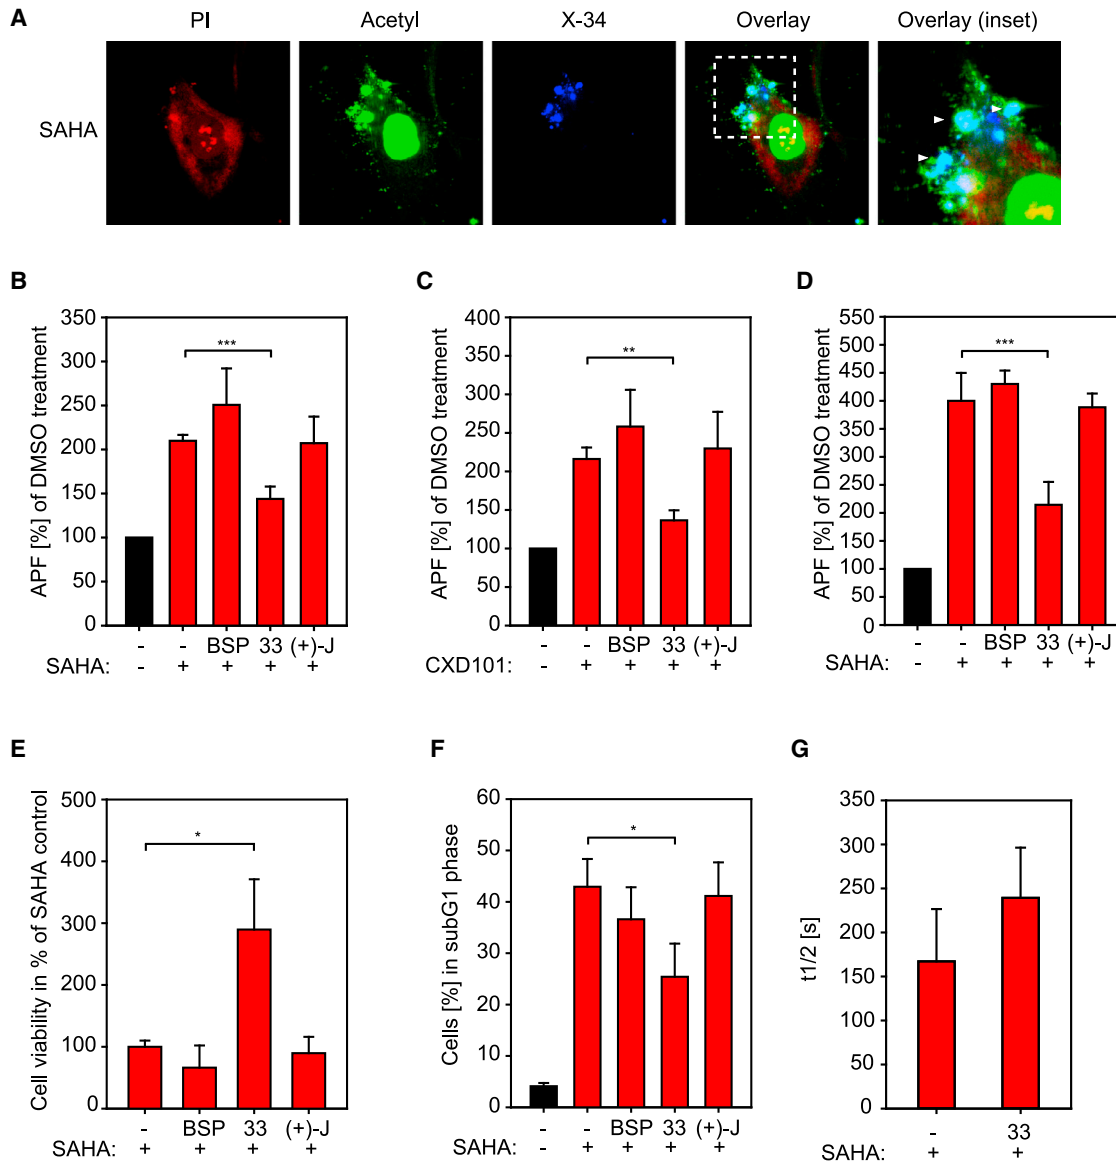 A
PI Acetyl X-34 Overlay Overlay (inset)
SAHA
B
APF [%] of DMSO treatment
350
300
250
200
150
100
50
0
***
- - BSP 33 (+)-J
SAHA: - + + + +
C
APF [%] of DMSO treatment
400
350
300
250
200
150
100
50
0
**
- - BSP 33 (+)-J
CXD101: - + + + +
D
APF [%] of DMSO treatment
550
500
450
400
350
300
250
200
150
100
50
0
***
- - BSP 33 (+)-J
SAHA: - + + + +
E
Cell viability in % of SAHA control
500
400
300
200
100
0
*
- BSP 33 (+)-J
SAHA: + + + +
F
Cells [%] in subG1 phase
60
50
40
30
20
10
0
*
- - BSP 33 (+)-J
SAHA: - + + + +
G
t1/2 [s]
350
300
250
200
150
100
50
0
- 33
SAHA: + +